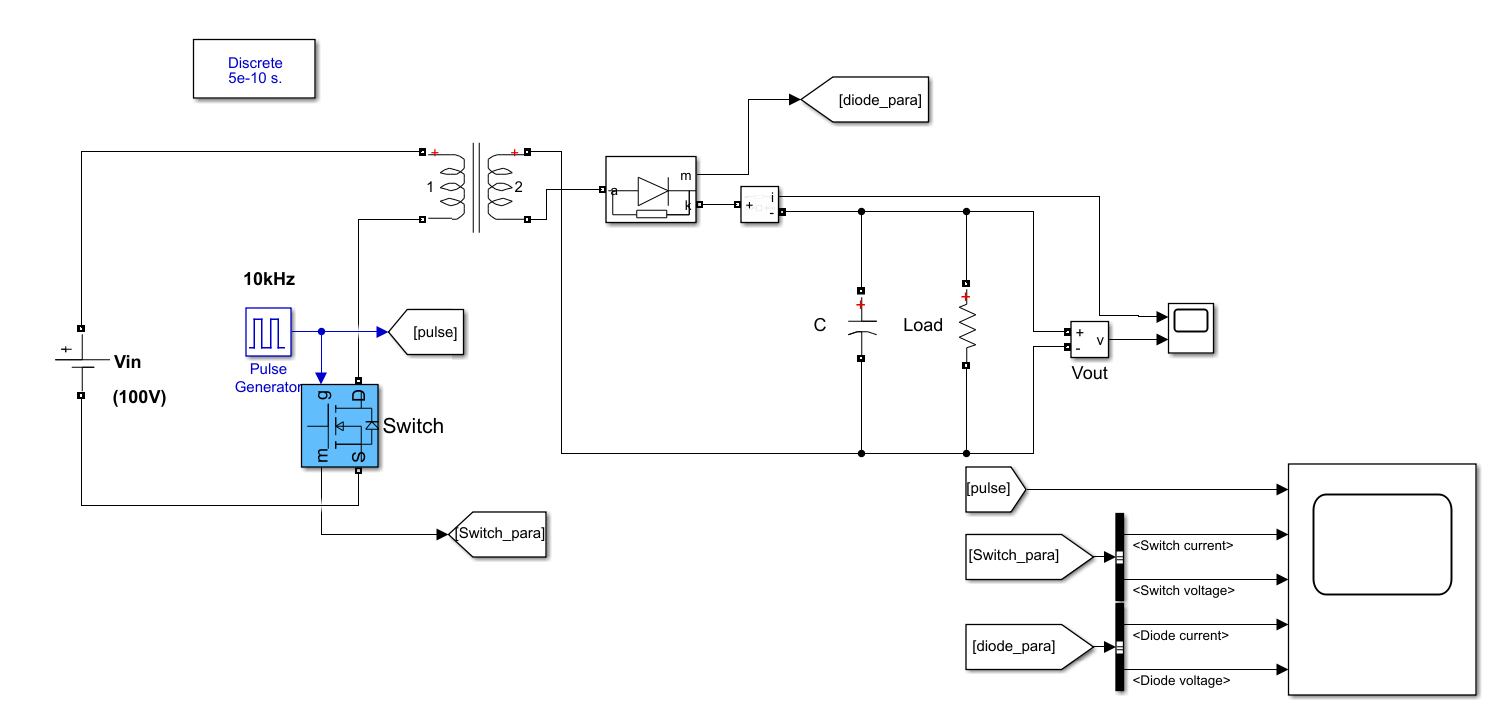 Discrete
5e-10 s.
[diode_para]
+
+
1
2
a
m
k
+
i
-
10kHz
[pulse]
Pulse
Generator
+
Vin
(100V)
g
D
m
S
Switch
+
C
+
Load
+
-
v
Vout
[Switch_para]
[pulse]
[Switch_para]
<Switch current>
<Switch voltage>
[diode_para]
<Diode current>
<Diode voltage>